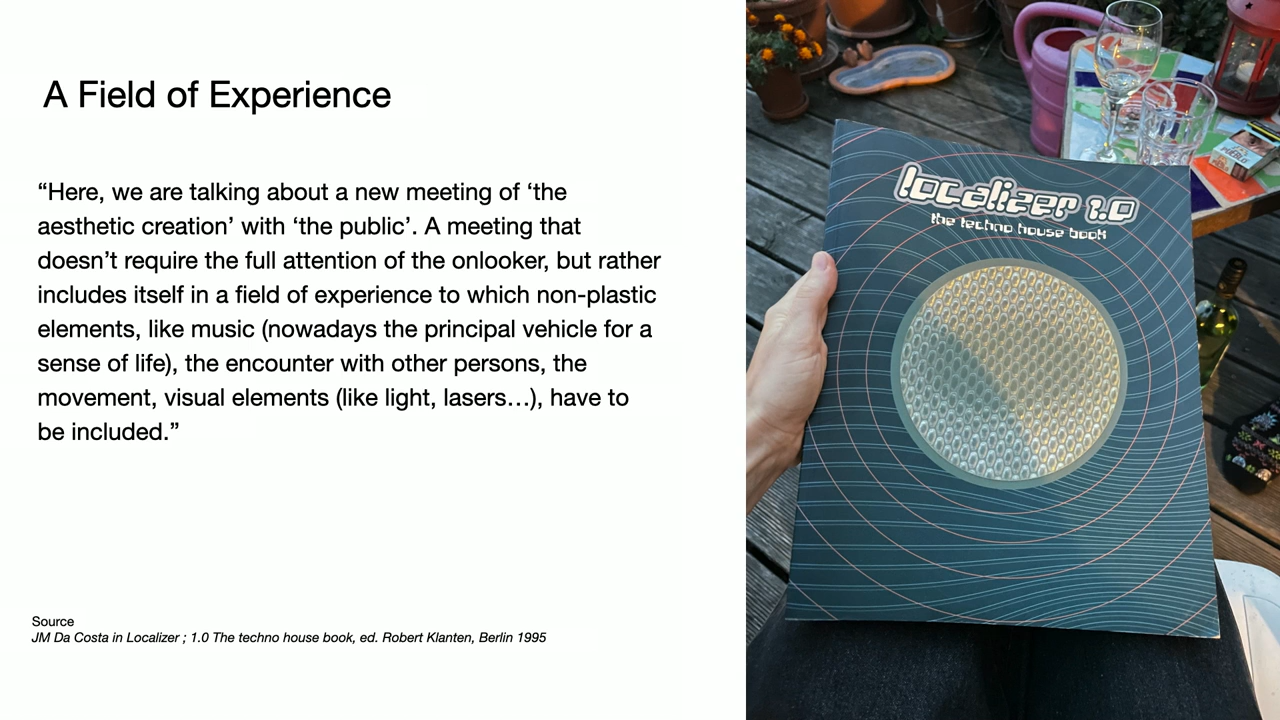 A Field of Experience
“Here, we are talking about a new meeting of ‘the
aesthetic creation’ with ‘the public’. A meeting that
doesn’t require the full attention of the onlooker, but rather
includes itself in a field of experience to which non-plastic
elements, like music (nowadays the principal vehicle for a
sense of life), the encounter with other persons, the
movement, visual elements (like light, lasers…), have to
be included.”
Source
JM Da Costa in Localizer ; 1.0 The techno house book, ed. Robert Klanten, Berlin 1995
localizer 1.0
the techno house book
PUEBLO